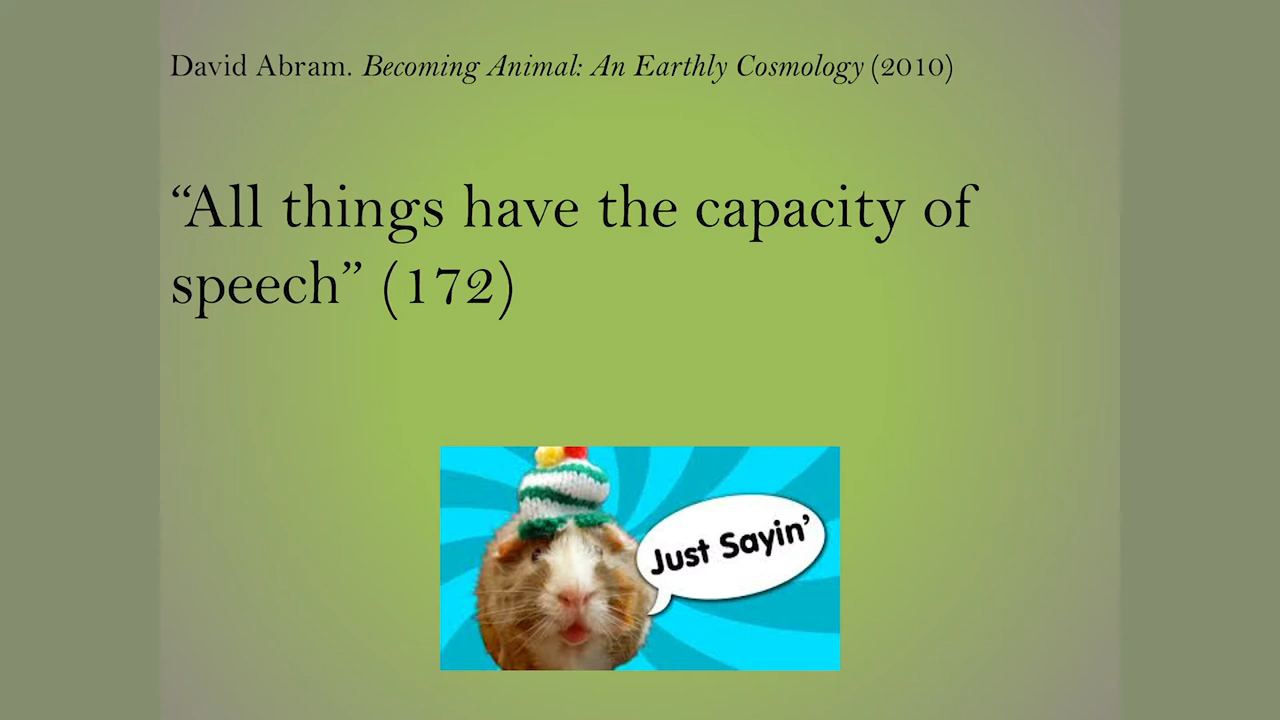 David Abram. Becoming Animal: An Earthly Cosmology (2010)
“All things have the capacity of
speech” (172)
Just Sayin’